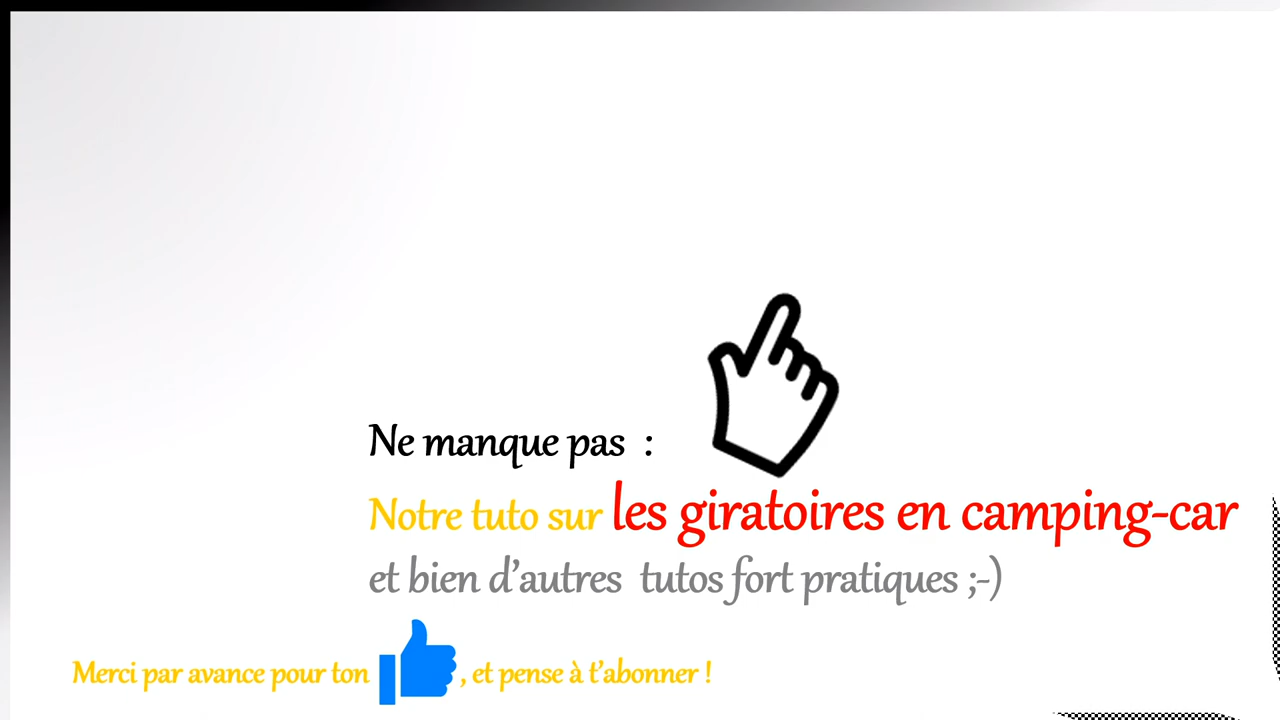 Ne manque pas :
Notre tuto sur les giratoires en camping-car
et bien d'autres tutos fort pratiques ;-)
Merci par avance pour ton , et pense à t'abonner !